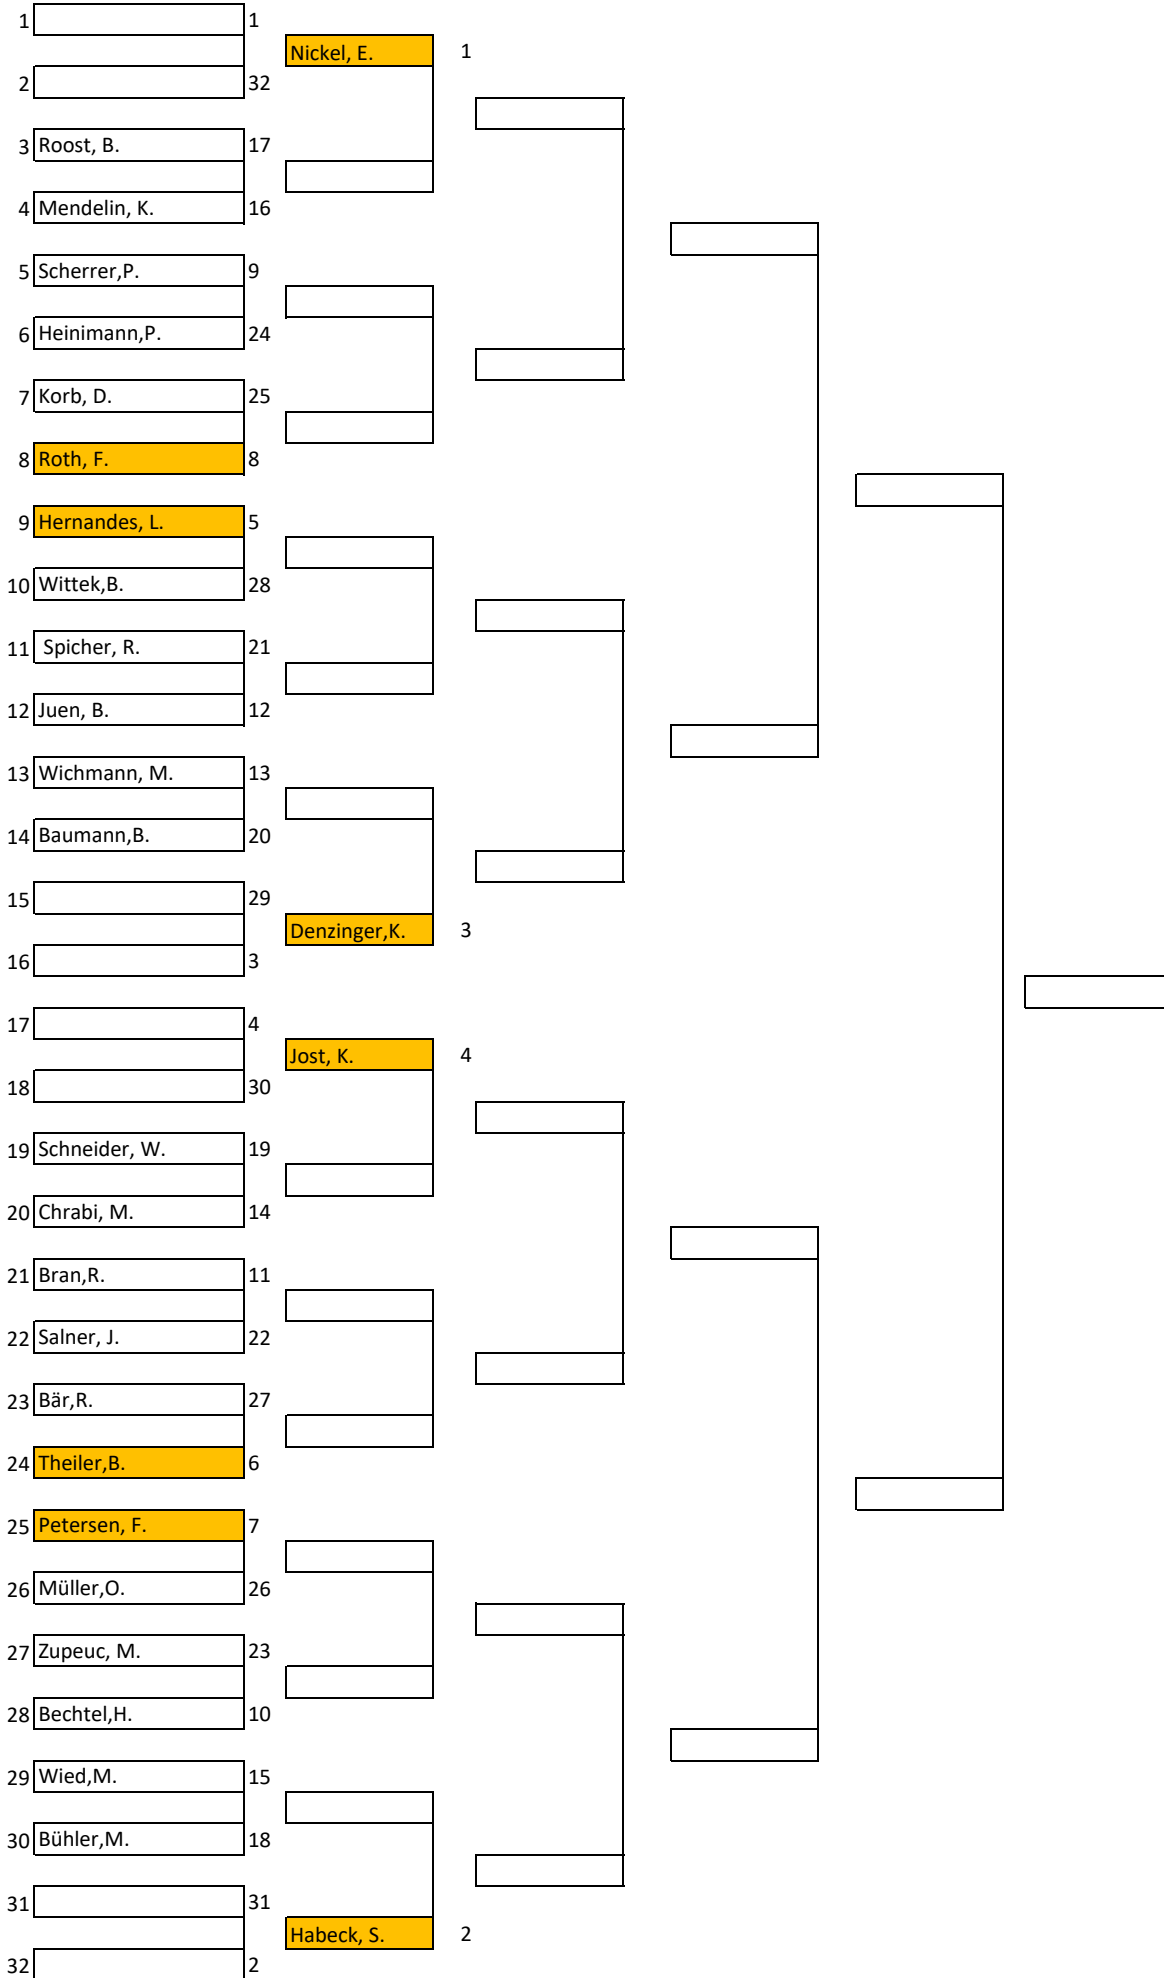 1 1
Nickel, E. 1
2 32
3 Roost, B. 17
4 Mendelin, K. 16
5 Scherrer,P. 9
6 Heinimann,P. 24
7 Korb, D. 25
8 Roth, F. 8
9 Hernandes, L. 5
10 Wittek,B. 28
11 Spicher, R. 21
12 Juen, B. 12
13 Wichmann, M. 13
14 Baumann,B. 20
15 29
Denzinger,K. 3
16 3
17 4
Jost, K. 4
18 30
19 Schneider, W. 19
20 Chrabi, M. 14
21 Bran,R. 11
22 Salner, J. 22
23 Bär,R. 27
24 Theiler,B. 6
25 Petersen, F. 7
26 Müller,O. 26
27 Zupeuc, M. 23
28 Bechtel,H. 10
29 Wied,M. 15
30 Bühler,M. 18
31 31
Habeck, S. 2
32 2